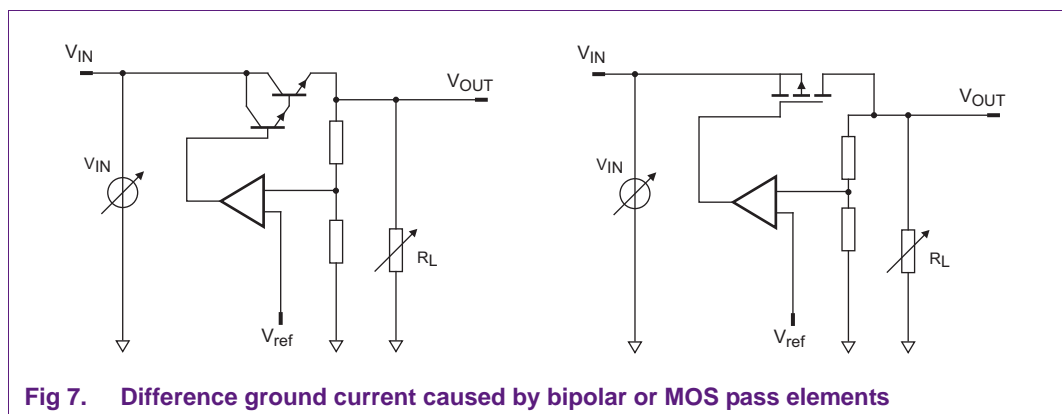 VIN
VOUT
VIN
RL
Vref
VIN
VOUT
VIN
RL
Vref
Fig 7. Difference ground current caused by bipolar or MOS pass elements